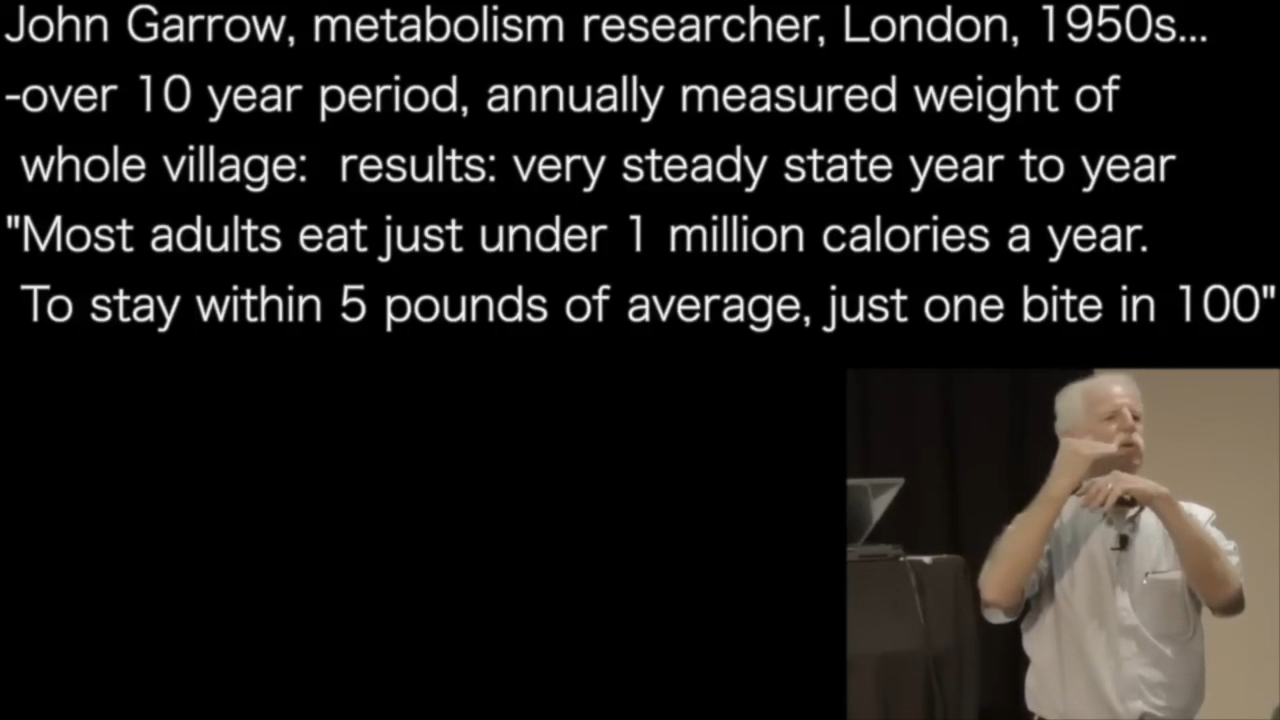 John Garrow, metabolism researcher, London, 1950s...
-over 10 year period, annually measured weight of
whole village:  results: very steady state year to year
"Most adults eat just under 1 million calories a year.
To stay within 5 pounds of average, just one bite in 100"